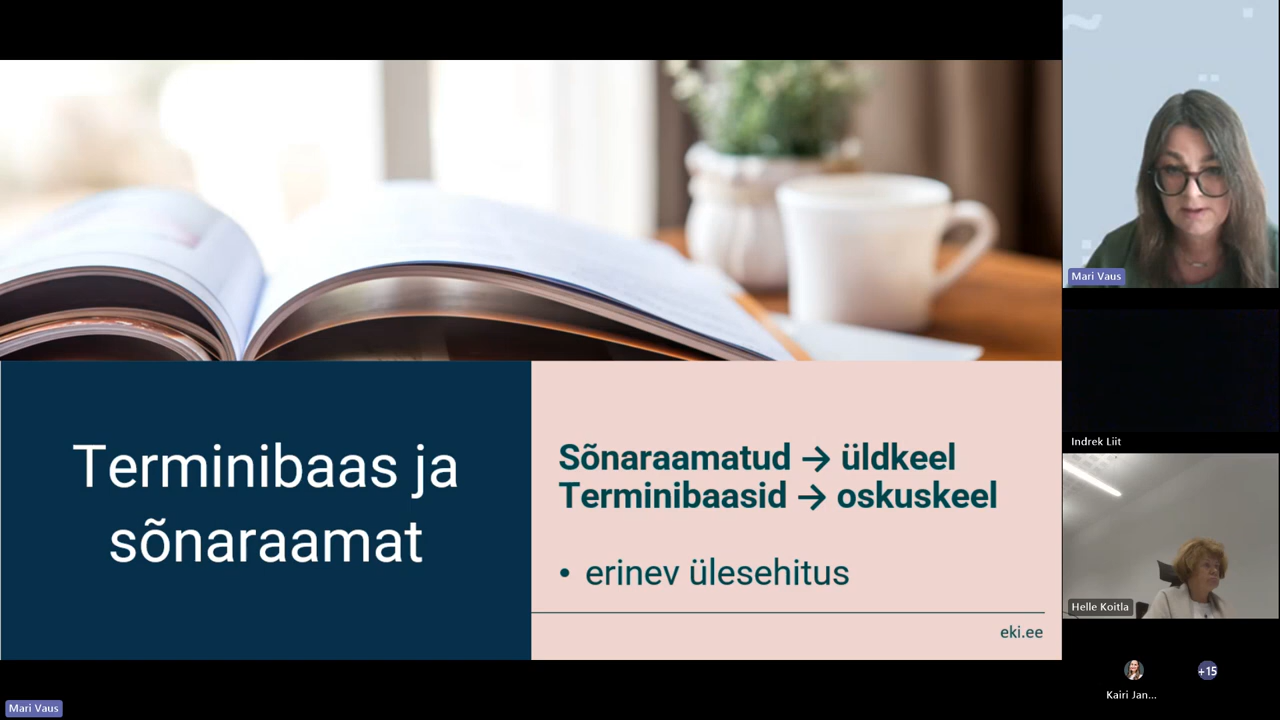 Terminibaas ja
sõnaraamat
Sõnaraamatud → üldkeel
Terminibaasid → oskuskeel
• erinev ülesehitus
eki.ee
Mari Vaus
Mari Vaus
Indrek Liit
Helle Koitla
Kairi Jan...
+15